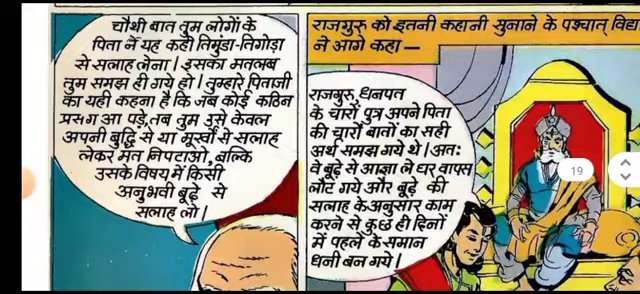 चौथी बात तुम लोगों के
पिता नें यह कही तिमुंडा-तिगोड़ा
से सलाह लेना। इसका मतलब
तुम समझ ही गये हो। तुम्हारे पिताजी
का यही कहना है कि जब कोई कठिन
प्रसग आ पड़े, तब तुम उसे केवल
अपनी बुद्धि से या मूर्खों से सलाह
लेकर मत निपटाओ, बल्कि
उसके विषय में किसी
अनुभवी बूढ़े से
सलाह लो।
राजगुरू को इतनी कहानी सुनाने के पश्चात् विद्या
ने आगे कहा —
राजगुरू, धनपत
के चारों पुत्र अपने पिता
की चारों बातों का सही
अर्थ समझ गये थे। अतः
वे बूढ़े से आज्ञा ले घर वापस
लौट गये और बूढ़े की
सलाह के अनुसार काम
करने से कुछ ही दिनों
में पहले के समान
धनी बन गये।
19